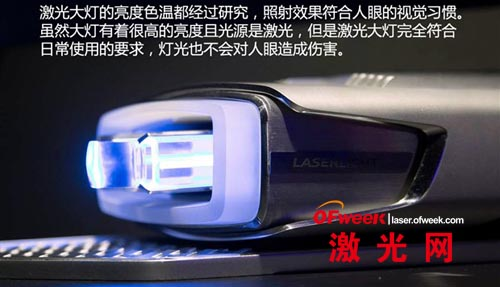 激光大灯的亮度色温都经过研究，照射效果符合人眼的视觉习惯。
虽然大灯有着很高的亮度且光源是激光，但是激光大灯完全符合
日常使用的要求，灯光也不会对人眼造成伤害。
LASERLIGHT
OFweek laser.ofweek.com
激光网